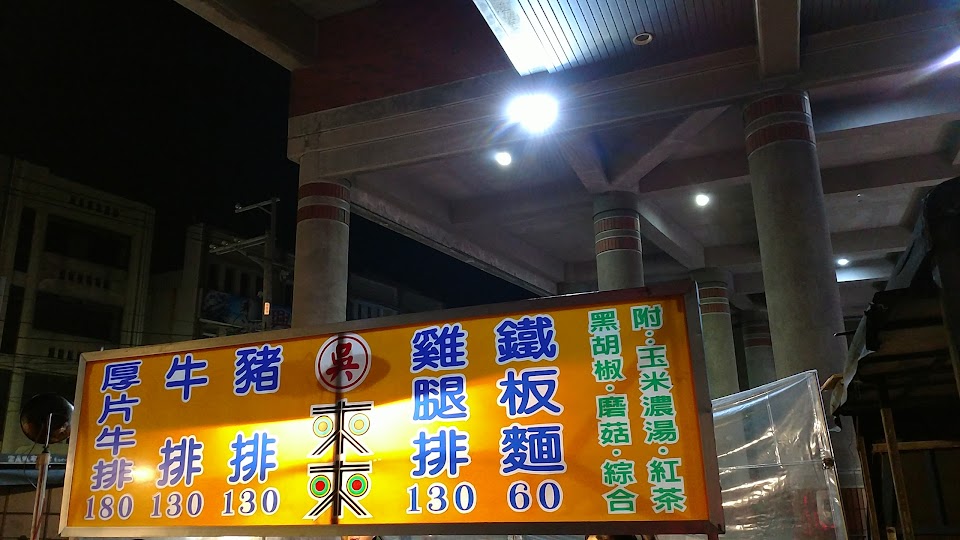 附·玉米濃湯·紅茶
黑胡椒·磨菇·綜合
鐵板麵 60
雞腿排 130
吳
豬排 130
牛排 130
厚片牛排 180